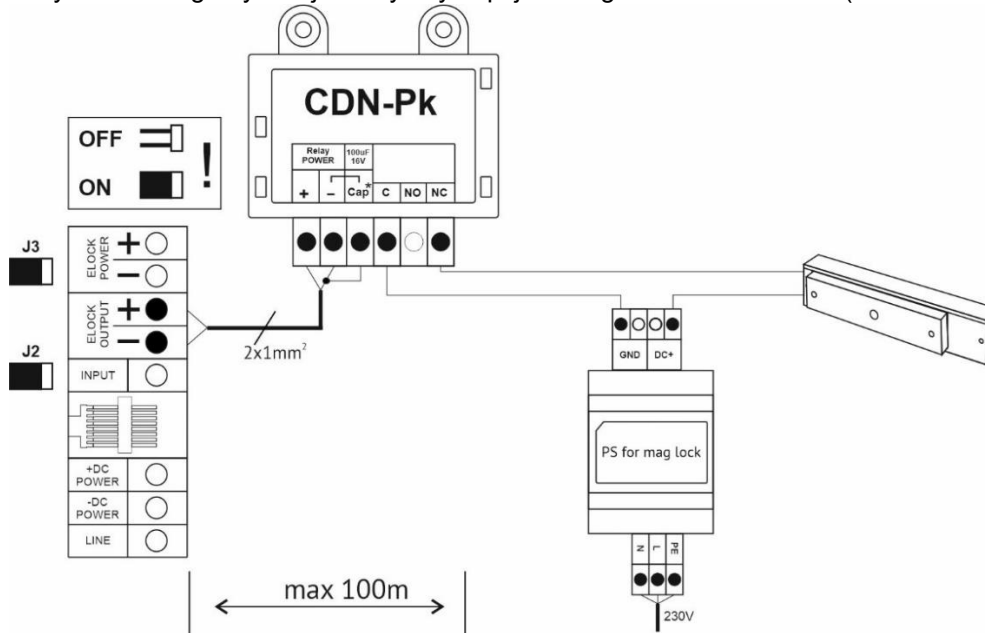 CDN-Pk
OFF
ON
!
Relay
POWER
100uF
16V
+ - Cap* C NO NC
J3
ELOCK
POWER
+
-
ELOCK
OUTPUT
+
-
J2
2x1mm²
INPUT
+DC
POWER
-DC
POWER
LINE
GND DC+
PS for mag lock
N L PE
230V
max 100m